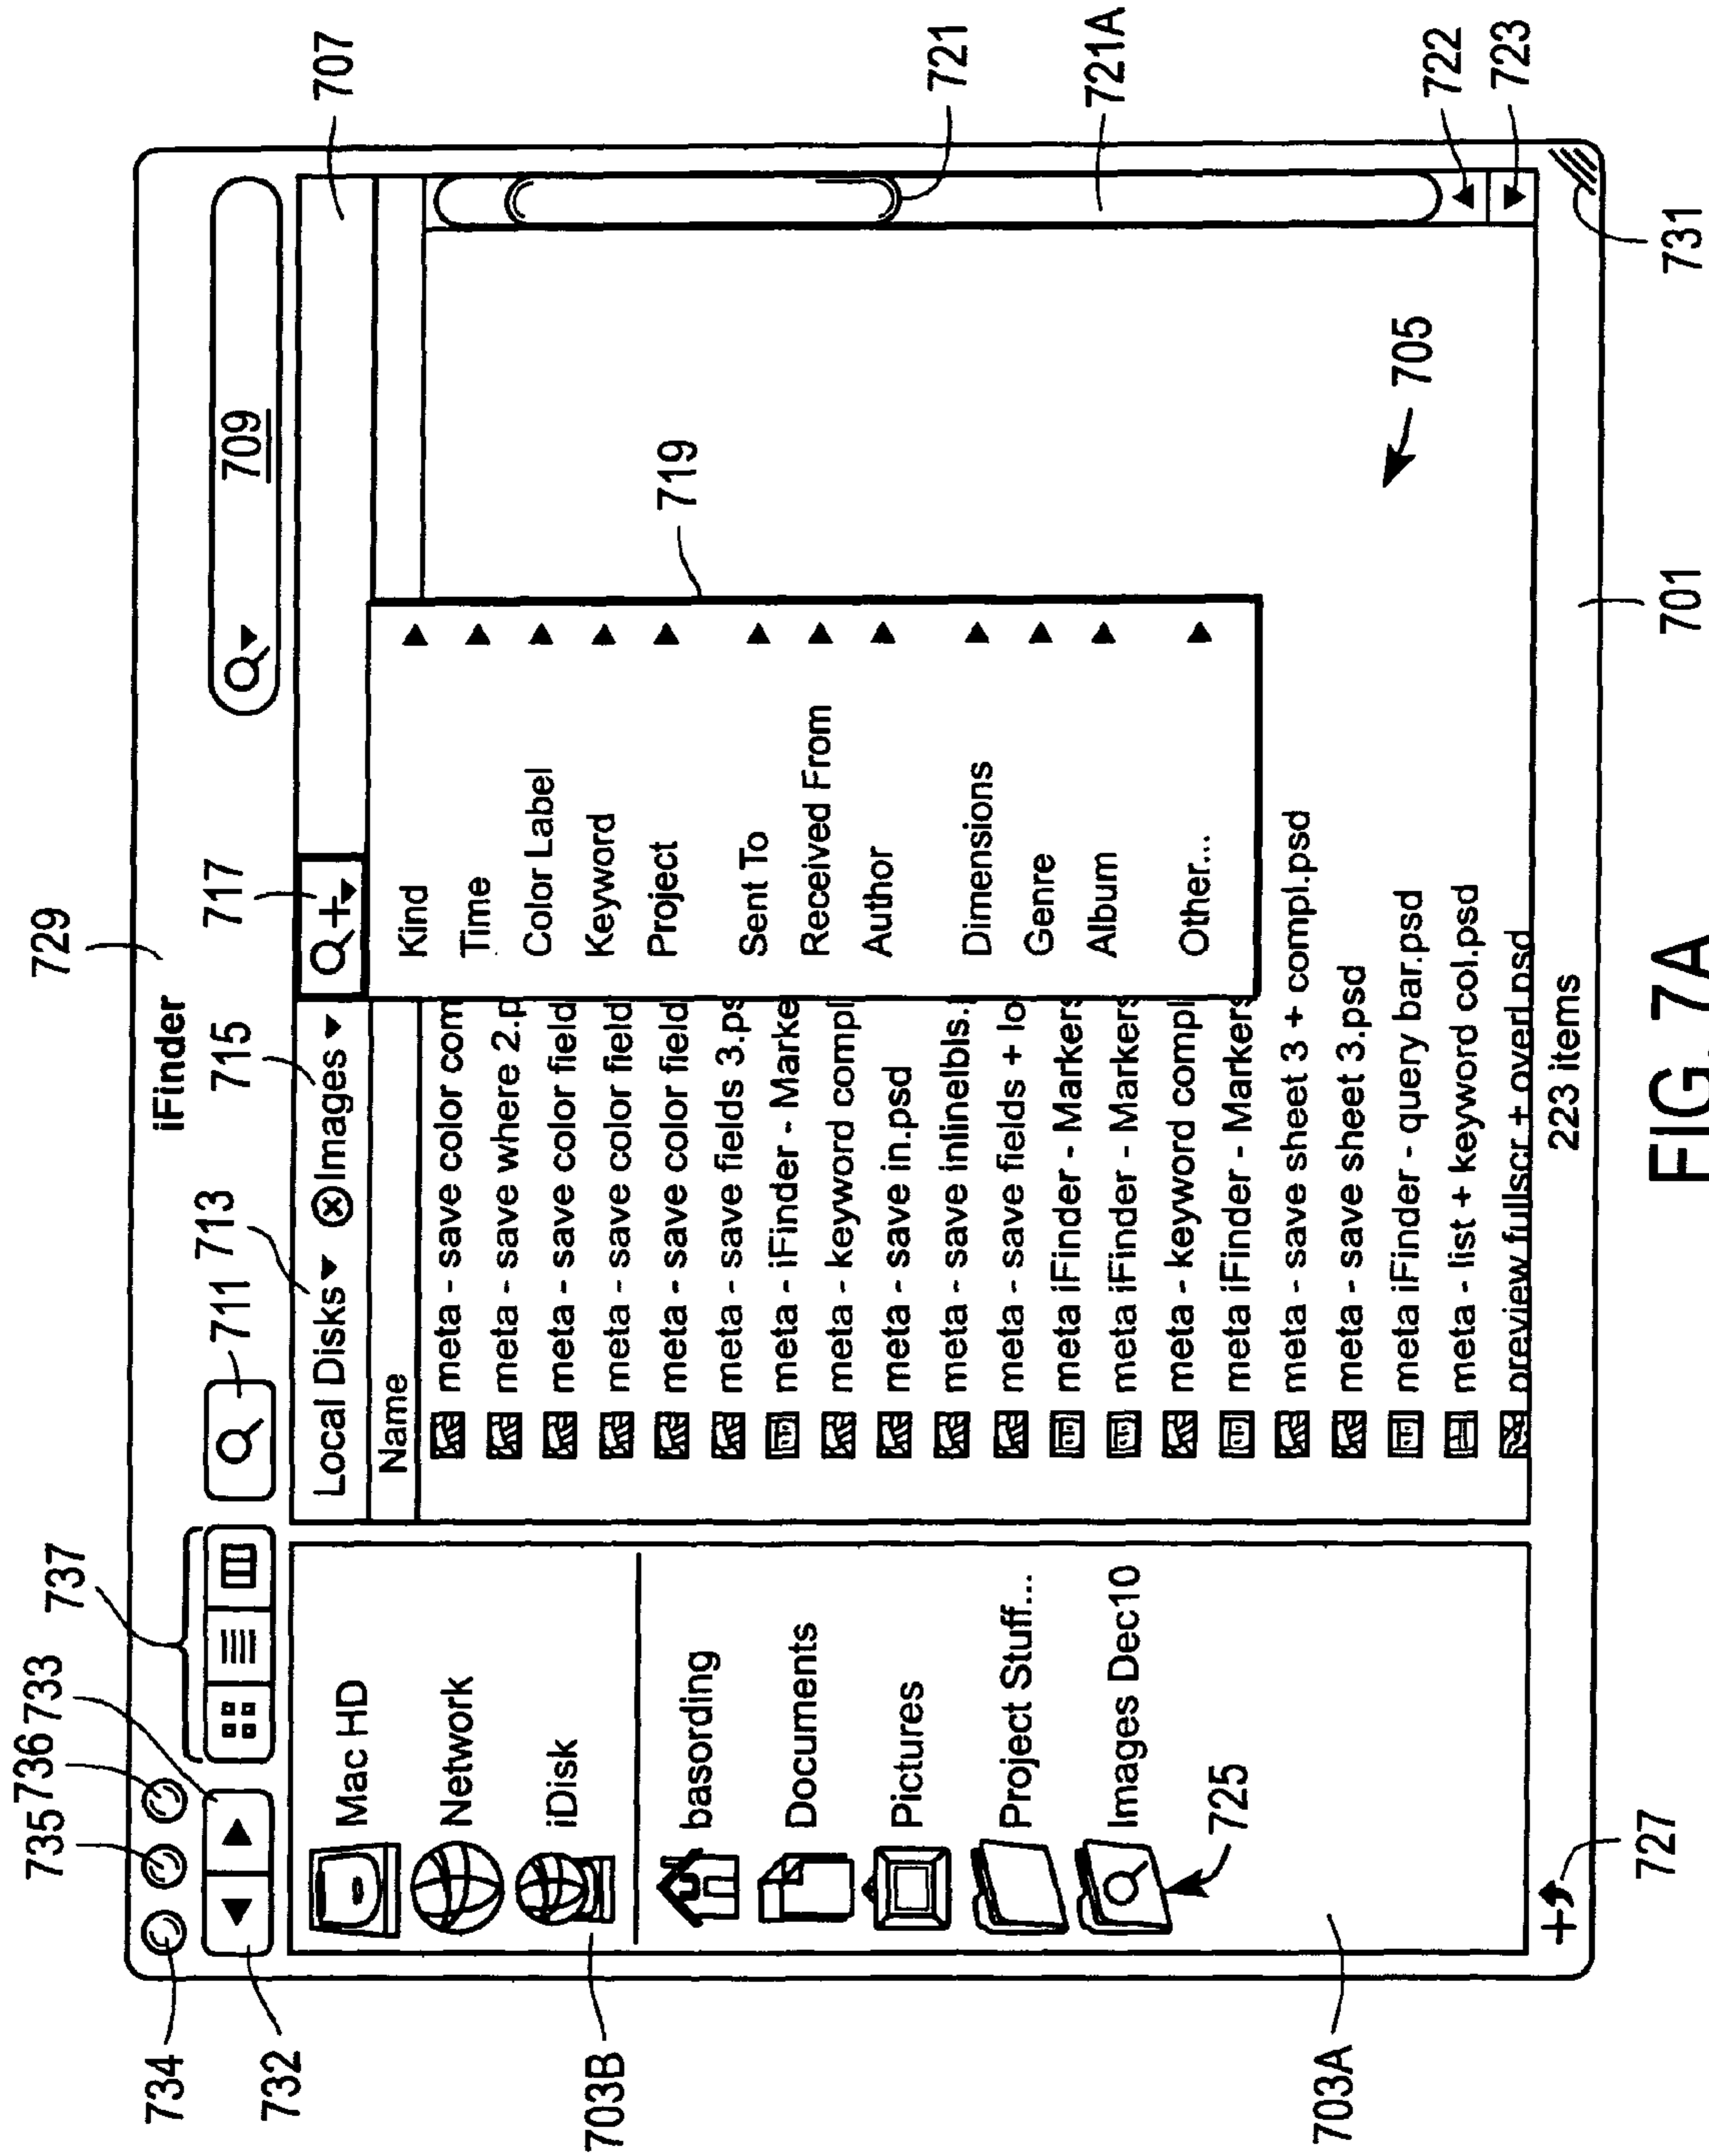 729
iFinder
734
735
736
733
737
732
711
713
715
717
709
707
Local Disks
Images
Name
Mac HD
Network
iDisk
basording
Documents
Pictures
Project Stuff...
Images Dec10
725
703B
703A
727
meta - save color com
meta - save where 2.p
meta - save color field
meta - save color field
meta - save color field
meta - save fields 3.ps
meta - iFinder - Marke
meta - keyword compl
meta - save in.psd
meta - save inlinelbls.
meta - save fields + lo
meta iFinder - Markers
meta iFinder - Markers
meta - keyword compl
meta iFinder - Markers
meta - save sheet 3 + compl.psd
meta - save sheet 3.psd
meta iFinder - query bar.psd
meta - list + keyword col.psd
preview fullscr + overl.psd
Kind
Time
Color Label
Keyword
Project
Sent To
Received From
Author
Dimensions
Genre
Album
Other...
719
705
721
721A
722
723
731
701
223 items
FIG. 7A